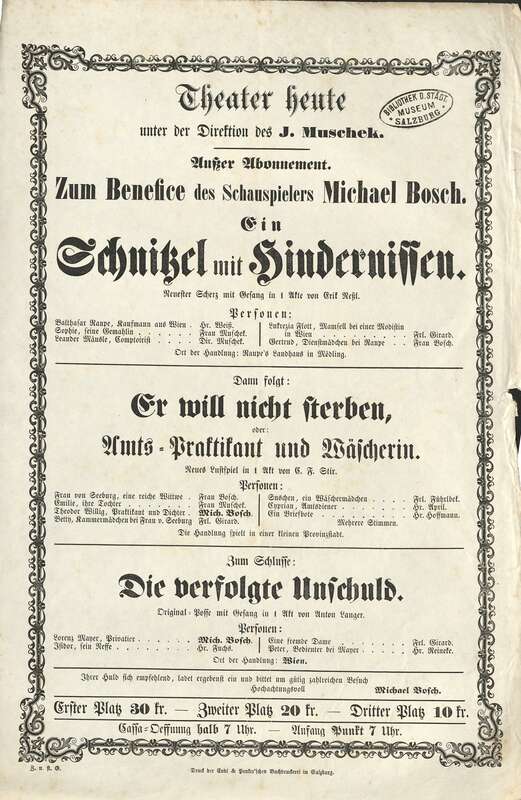 Theater heute
BIBLIOTHEK D. STÄDT.
MUSEUM
SALZBURG
unter der Direktion des J. Muschek.
Außer Abonnement.
Zum Benefice des Schauspielers Michael Bosch.
Ein
Schnitzel mit Hindernissen.
Neuester Scherz mit Gesang in 1 Akte von Erik Neßl.
Personen:
Balthasar Raupe, Kaufmann aus Wien . Hr. Weiß.
Sophie, seine Gemahlin . . . . . Frau Muschek.
Leander Mäusle, Comptoirist . . . . Dir. Muschek.
Lukrezia Flott, Mamsell bei einer Modistin
in Wien . . . . . . . . . Frl. Girard.
Gertrud, Dienstmädchen bei Raupe . . Frau Bosch.
Ort der Handlung: Raupe's Landhaus in Mödling.
Dann folgt:
Er will nicht sterben,
oder:
Amts-Praktikant und Wäscherin.
Neues Lustspiel in 1 Akt von C. F. Stix.
Personen:
Frau von Seeburg, eine reiche Wittwe . Frau Bosch.
Emilie, ihre Tochter . . . . . Frau Muschek.
Theodor Willig, Praktikant und Dichter . Mich. Bosch.
Betty, Kammermädchen bei Frau v. Seeburg Frl. Girard.
Suschen, ein Wäschermädchen . . . . Frl. Führlbek.
Cyprian, Amtsdiener . . . . . . Hr. April.
Ein Briefbote . . . . . . . Hr. Hoffmann.
Mehrere Stimmen.
Die Handlung spielt in einer kleinen Provinzstadt.
Zum Schlusse:
Die verfolgte Unschuld.
Original-Posse mit Gesang in 1 Akt von Anton Langer.
Personen:
Lorenz Mayer, Privatier . . . . . Mich. Bosch.
Isidor, sein Neffe . . . . . . Hr. Fuchs.
Eine fremde Dame . . . . . . Frl. Girard.
Peter, Bedienter bei Mayer . . . . Hr. Reineke.
Ort der Handlung: Wien.
Ihrer Huld sich empfehlend, ladet ergebenst ein und bittet um gütig zahlreichen Besuch
Hochachtungsvoll Michael Bosch.
Erster Platz 30 kr. — Zweiter Platz 20 kr. — Dritter Platz 10 kr.
Cassa-Oeffnung halb 7 Uhr. — Anfang Punkt 7 Uhr.
Z. n. st. G.
Druck der Endl & Penker'schen Buchdruckerei in Salzburg.